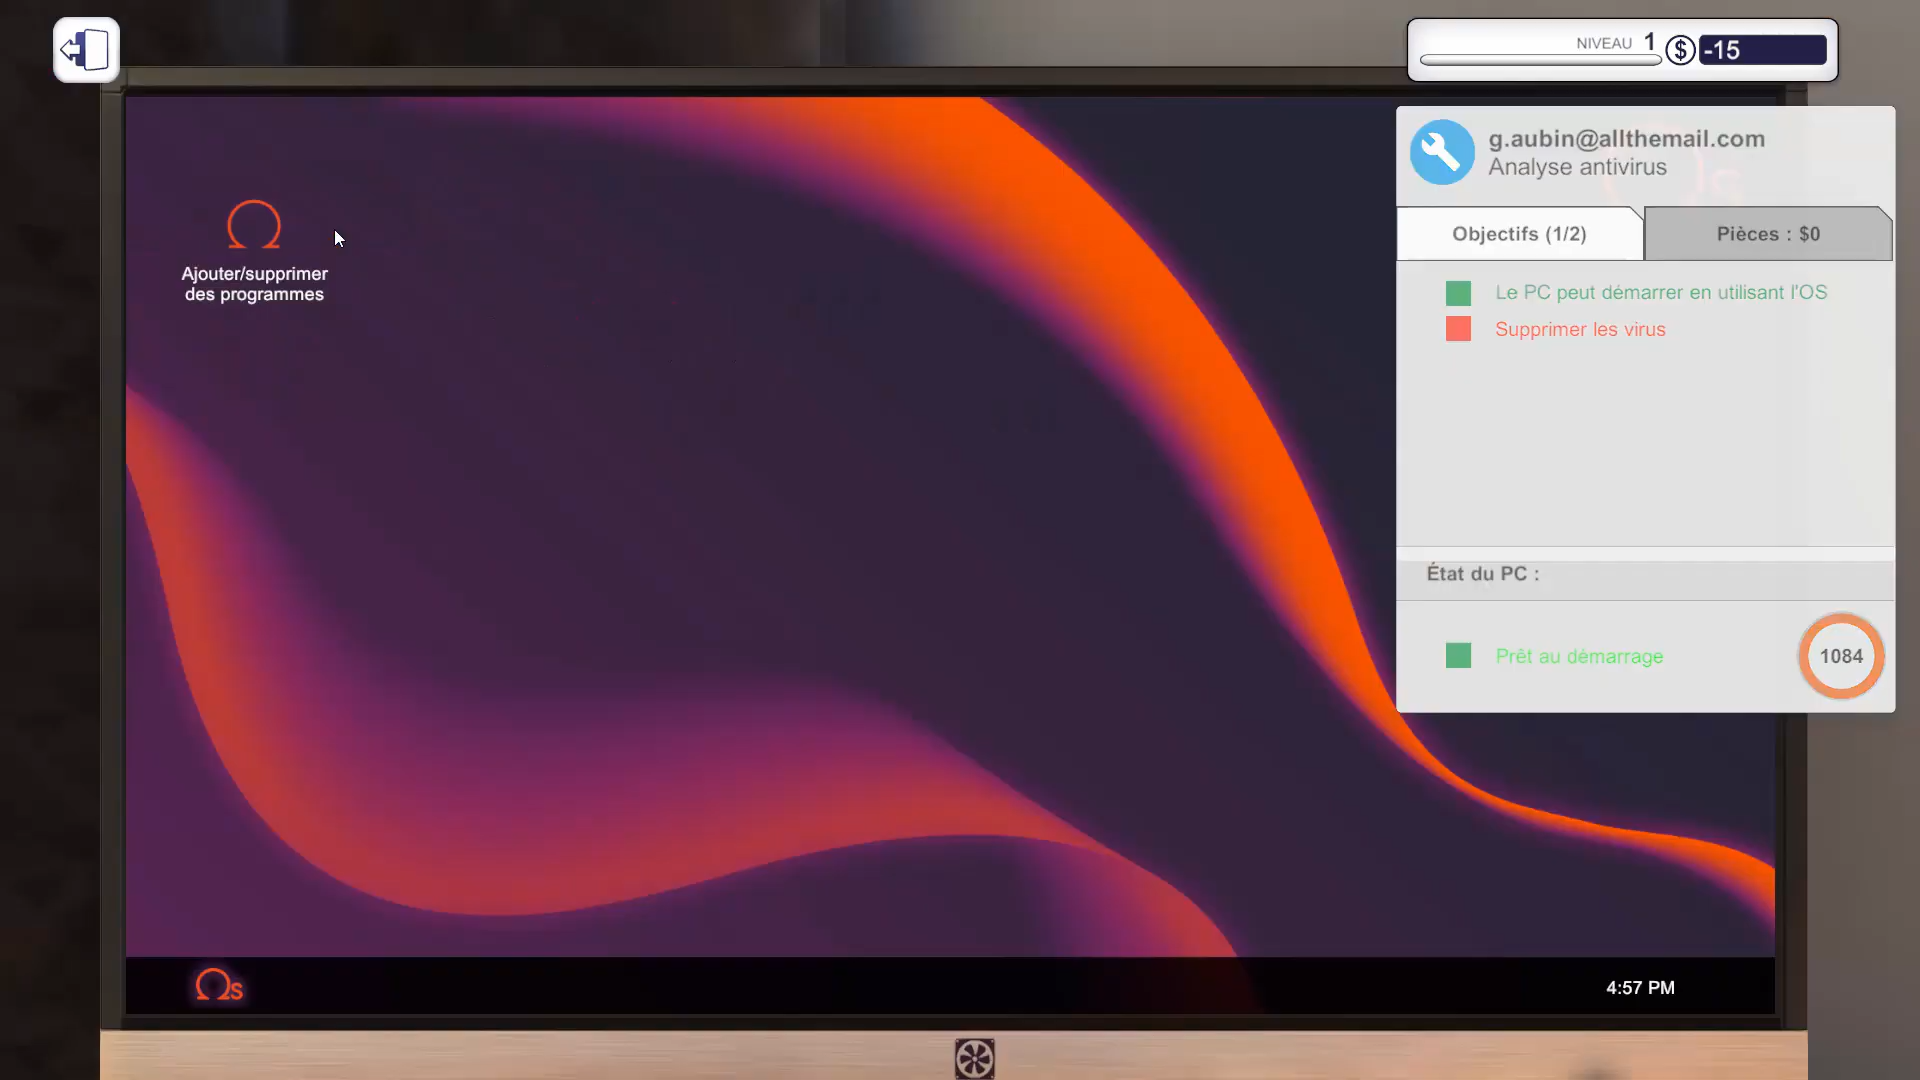 NIVEAU 1
-15
g.aubin@allthemail.com
Analyse antivirus
Objectifs (1/2)
Pièces : $0
Le PC peut démarrer en utilisant l'OS
Supprimer les virus
État du PC :
Prêt au démarrage
1084
Ajouter/supprimer
des programmes
Ωs
4:57 PM